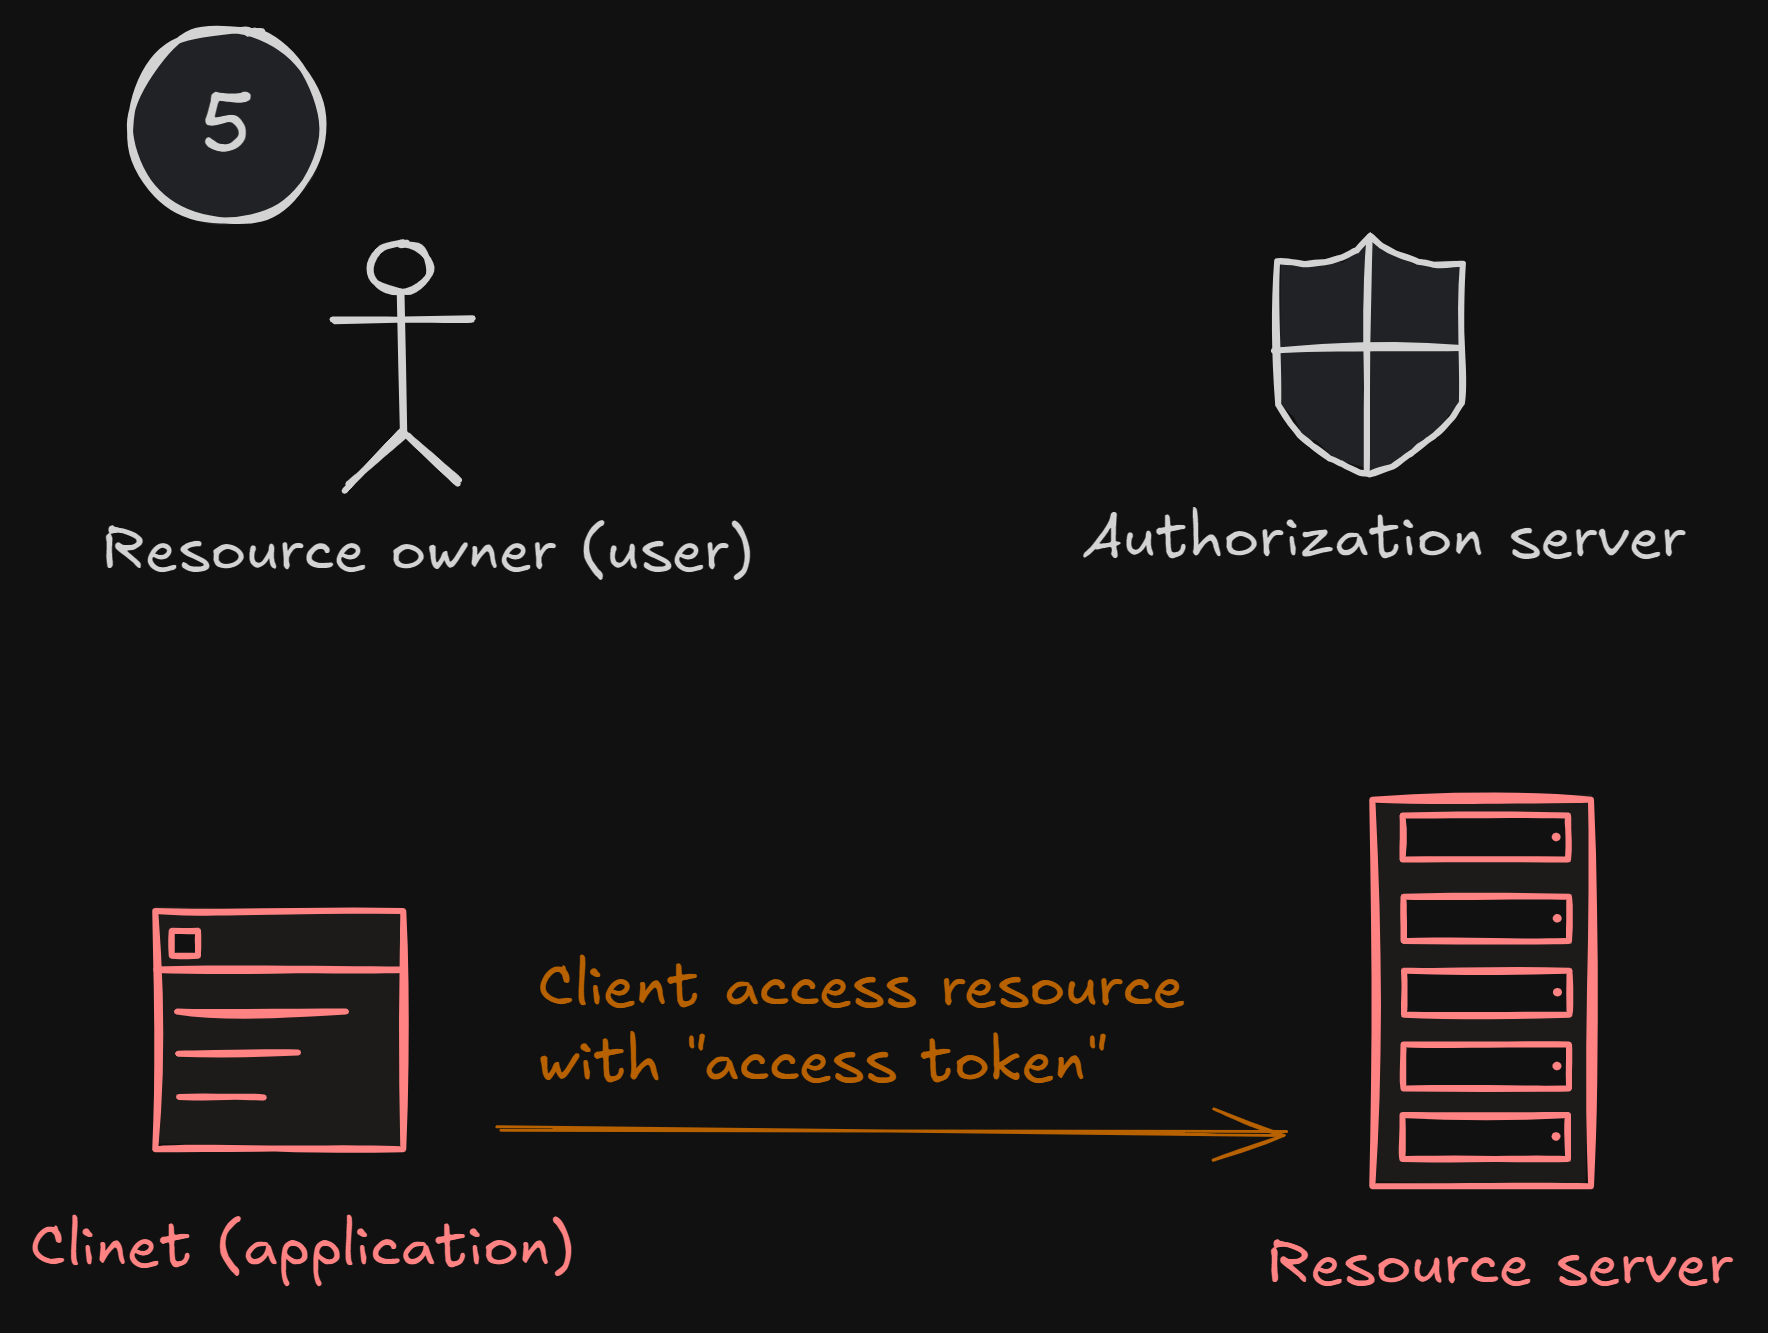 5
Resource owner (user)
Authorization server
Client access resource
with "access token"
Clinet (application)
Resource server